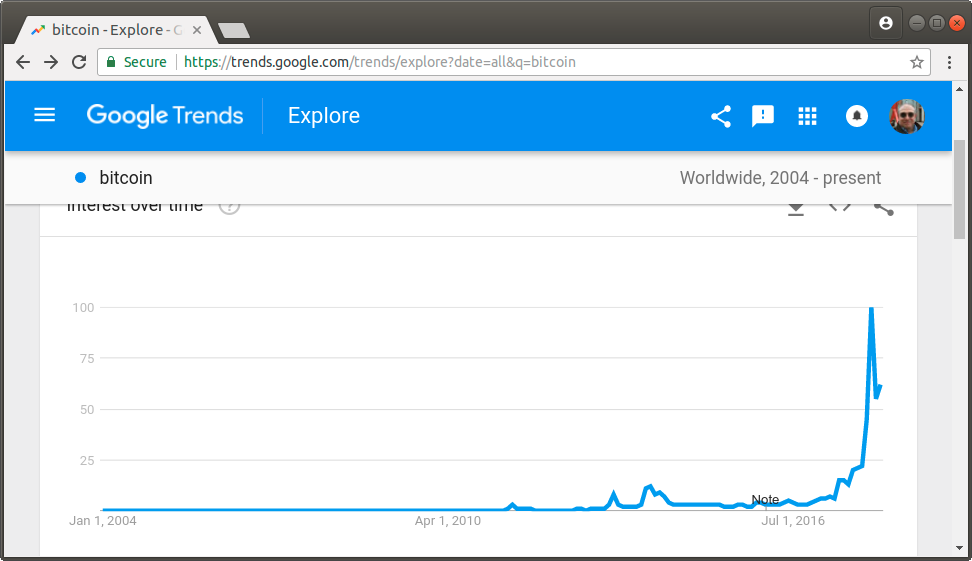 bitcoin - Explore - G
Secure https://trends.google.com/trends/explore?date=all&q=bitcoin
Google Trends Explore
bitcoin Worldwide, 2004 - present
Interest over time ?
100
75
50
25
Note
Jan 1, 2004 Apr 1, 2010 Jul 1, 2016